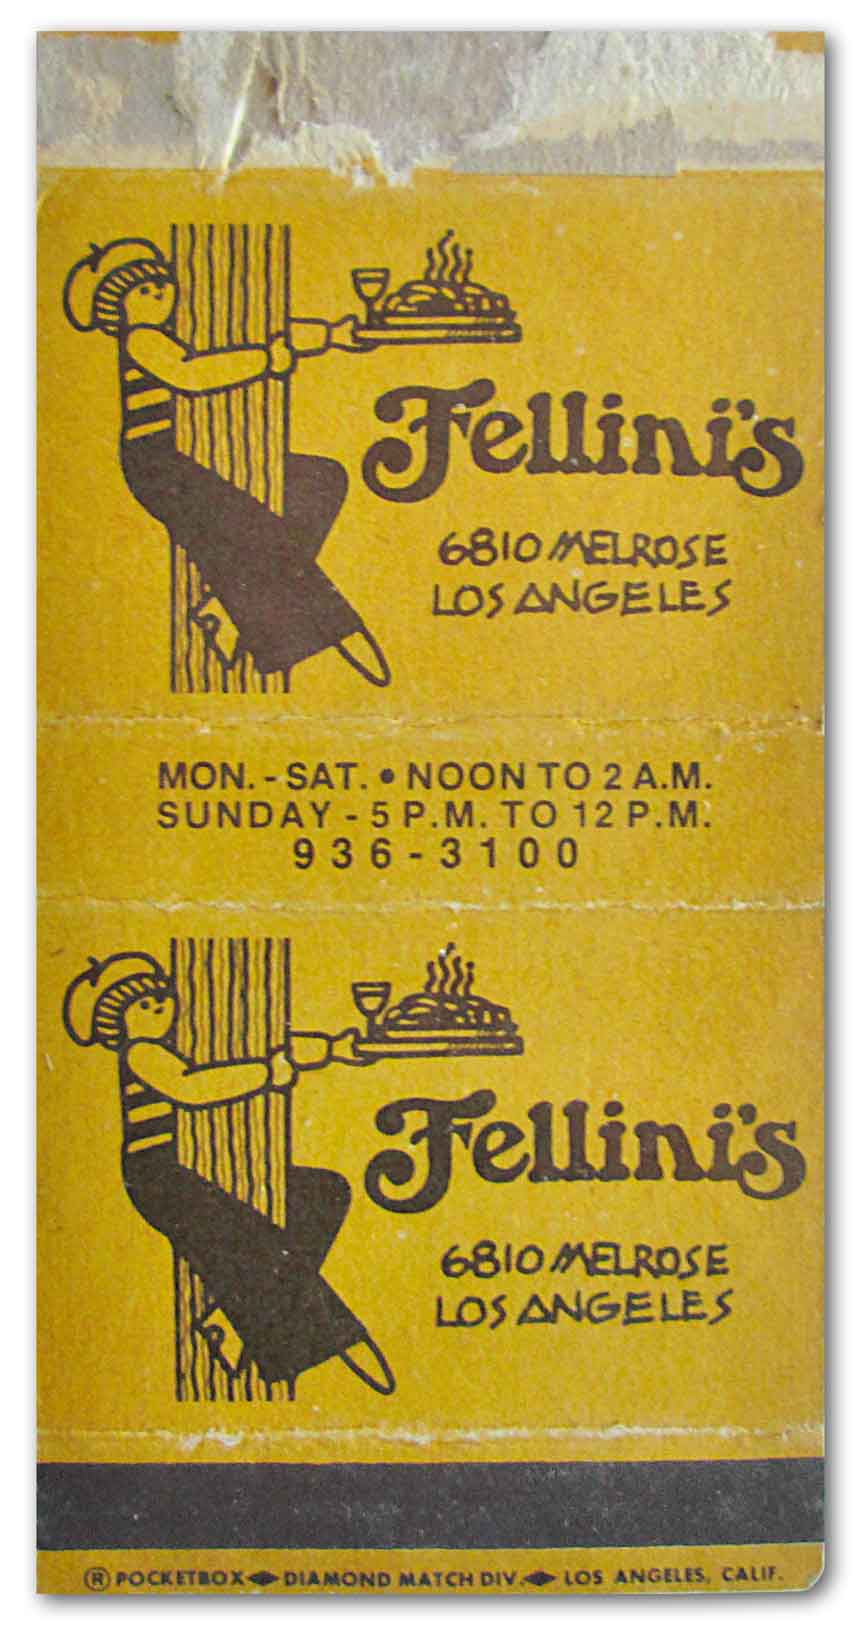 Fellini's
6810 MELROSE
LOS ANGELES
MON. - SAT. • NOON TO 2 A.M.
SUNDAY - 5 P.M. TO 12 P.M.
936-3100
Fellini's
6810 MELROSE
LOS ANGELES
® POCKETBOX ◆ DIAMOND MATCH DIV. ◆ LOS ANGELES, CALIF.